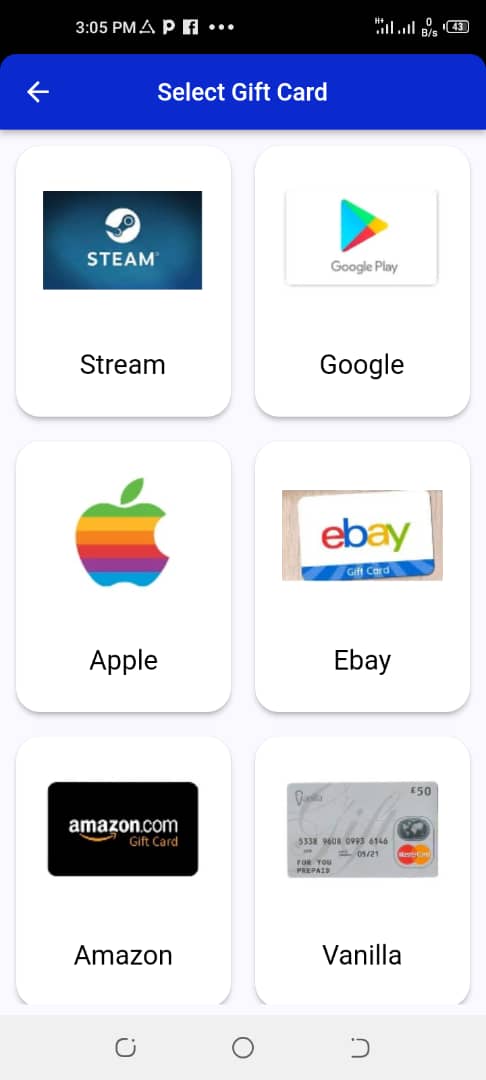 3:05 PM
H+
0
B/s
43
Select Gift Card
STEAM
Google Play
Stream
Google
ebay
Gift Card
Apple
Ebay
amazon.com
Gift Card
Vanilla
£50
5338 9608 0993 6146
05/21
FOR YOU
PREPAID
MasterCard
Amazon
Vanilla